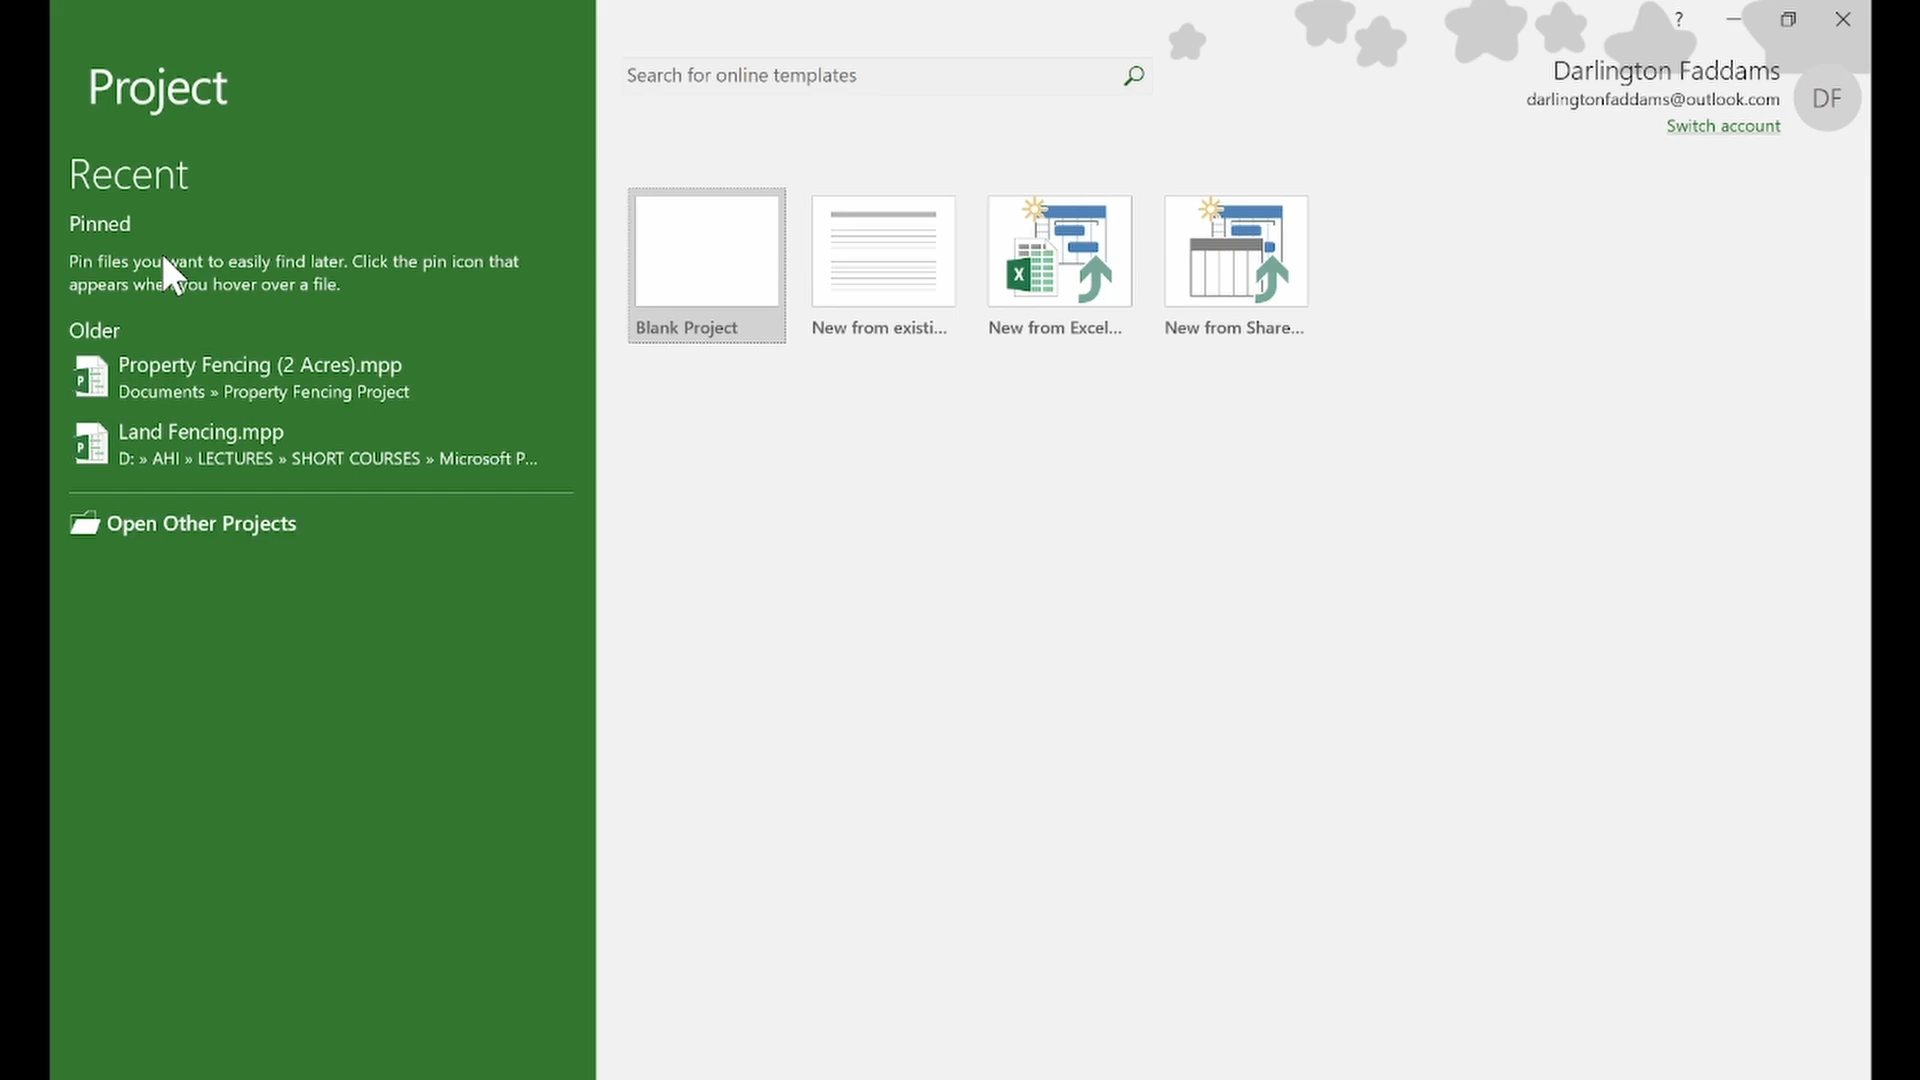 ?
Project
Search for online templates
Darlington Faddams
darlingtonfaddams@outlook.com
DF
Switch account
Recent
Pinned
Pin files you want to easily find later. Click the pin icon that
appears when you hover over a file.
Older
Property Fencing (2 Acres).mpp
Documents » Property Fencing Project
Land Fencing.mpp
D: » AHI » LECTURES » SHORT COURSES » Microsoft P...
Open Other Projects
Blank Project
New from existi...
New from Excel...
New from Share...